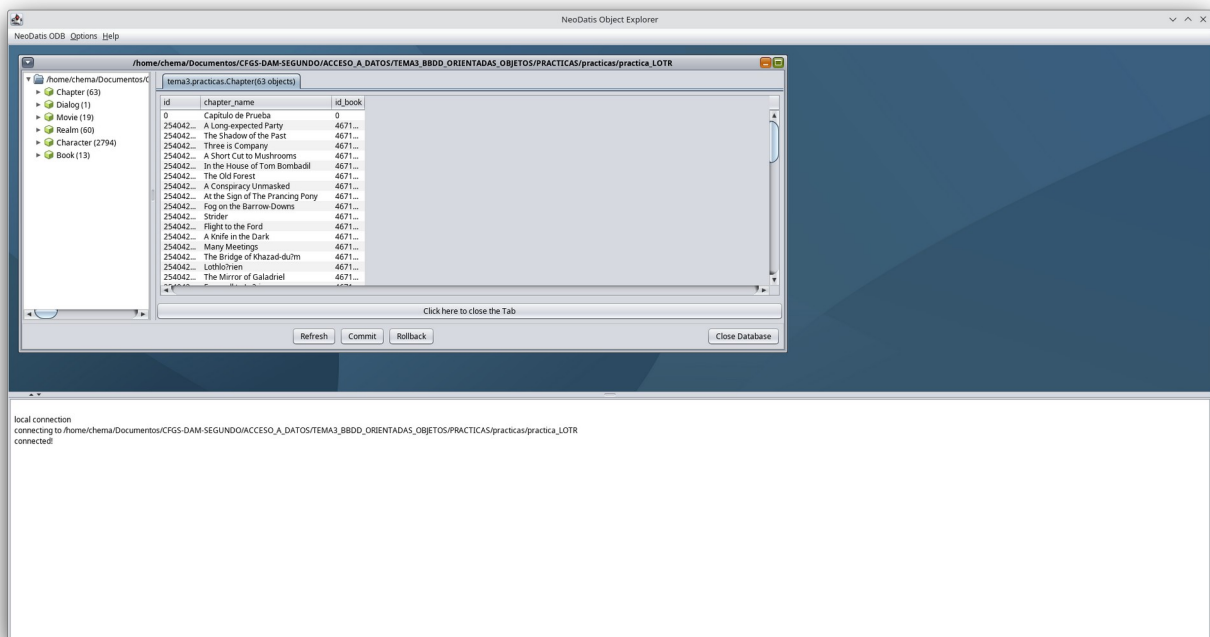 NeoDatis Object Explorer
NeoDatis ODB Options Help
/home/chema/Documentos/CFGS-DAM-SEGUNDO/ACCESO_A_DATOS/TEMA3_BBDD_ORIENTADAS_OBJETOS/PRACTICAS/practicas/practica_LOTR
/home/chema/Documentos/C
Chapter (63)
Dialog (1)
Movie (19)
Realm (60)
Character (2794)
Book (13)
tema3.practicas.Chapter(63 objects)
id chapter_name id_book
0 Capítulo de Prueba 0
254042... A Long-expected Party 4671...
254042... The Shadow of the Past 4671...
254042... Three is Company 4671...
254042... A Short Cut to Mushrooms 4671...
254042... In the House of Tom Bombadil 4671...
254042... The Old Forest 4671...
254042... A Conspiracy Unmasked 4671...
254042... At the Sign of The Prancing Pony 4671...
254042... Fog on the Barrow-Downs 4671...
254042... Strider 4671...
254042... Flight to the Ford 4671...
254042... A Knife in the Dark 4671...
254042... Many Meetings 4671...
254042... The Bridge of Khazad-du?m 4671...
254042... Lothlo?rien 4671...
254042... The Mirror of Galadriel 4671...
Click here to close the Tab
Refresh Commit Rollback Close Database
local connection
connecting to /home/chema/Documentos/CFGS-DAM-SEGUNDO/ACCESO_A_DATOS/TEMA3_BBDD_ORIENTADAS_OBJETOS/PRACTICAS/practicas/practica_LOTR
connected!